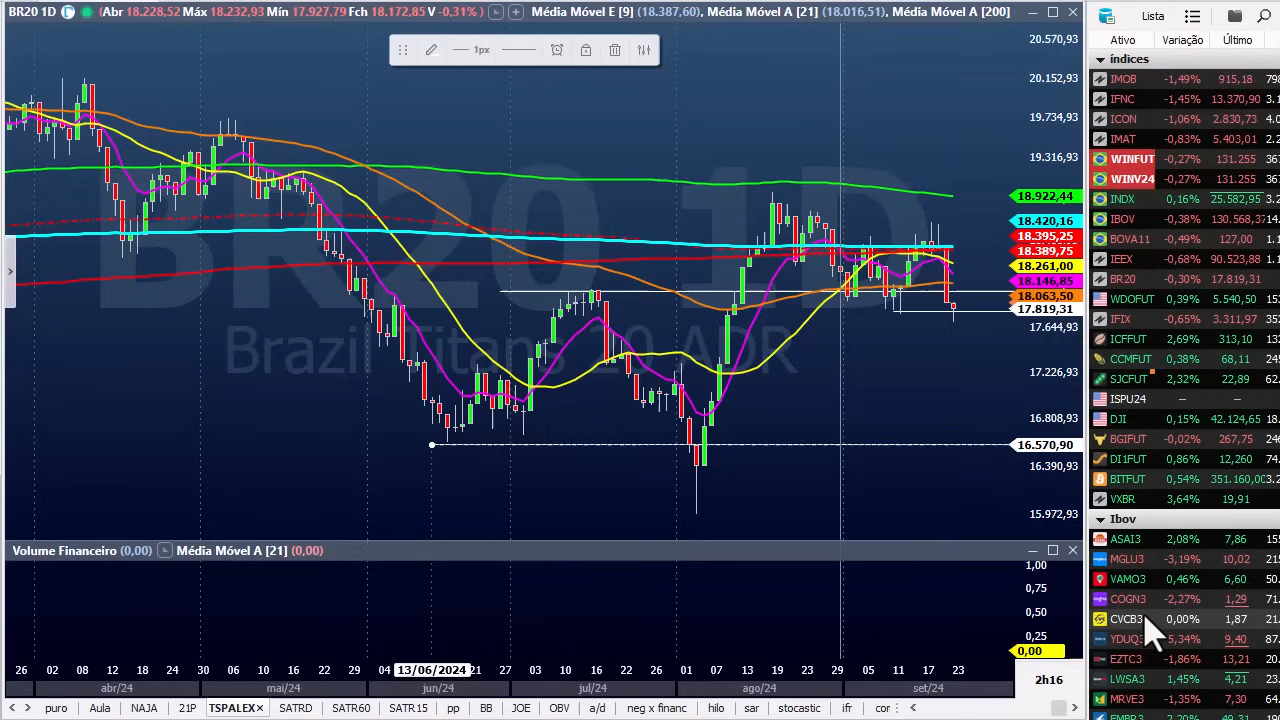 BR20 1D Abr 18.228,52 Máx 18.232,93 Mín 17.927,79 Fch 18.172,85 V -0,31% Média Móvel E [9] (18.387,60), Média Móvel A [21] (18.016,51), Média Móvel A [200]
1px
BR20 1D
Brazil Titans 20 ADR
20.570,93
20.152,93
19.734,93
19.316,93
18.922,44
18.420,16
18.395,25
18.389,75
18.261,00
18.146,85
18.063,50
17.819,31
17.644,93
17.226,93
16.808,93
16.570,90
16.390,93
15.972,93
Volume Financeiro (0,00) Média Móvel A [21] (0,00)
1,00
0,75
0,50
0,25
0,00
26 02 08 12 18 24 30 06 10 16 22 28 04 13/06/2024 21 27 03 10 16 22 26 01 07 13 19 23 29 05 11 17 23
abr/24 mai/24 jun/24 jul/24 ago/24 set/24
2h16
puro Aula NAJA 21P TSPALEX SATRD SATR60 SATR15 pp JOE OBV a/d neg x financ hilo sar stocastic ifr cor
Lista
Ativo Variação Último
índices
IMOB -1,49% 915,18 798
IFNC -1,45% 13.370,90 3.1
ICON -1,06% 2.830,73 4.0
IMAT -0,83% 5.403,01
WINFUT -0,27% 131.255
WINV24 -0,27% 131.255
INDX 0,16% 25.582,95
IBOV -0,38% 130.568,37
BOVA11 -0,49% 127,00
IEEX -0,68% 90.523,88
BR20 -0,30% 17.819,31
WDOFUT 0,39% 5.540,50
IFIX -0,65% 3.311,97
ICFFUT 2,69% 313,10
CCMFUT 0,38% 68,11
SJCFUT 2,32% 22,89
ISPU24 – –
DJI 0,15% 42.124,65
BGIFUT -0,02% 267,75
DI1FUT 0,86% 12,260
BITFUT 0,54% 351.160,00
VXBR 3,64% 19,91
Ibov
ASAI3 2,08% 7,86
MGLU3 -3,19% 10,02
VAMO3 0,46% 6,60
COGN3 -2,27% 1,29
CVCB3 0,00% 1,87
YDUQ3 5,34% 9,40
EZTC3 -1,86% 13,21
LWSA3 1,45% 4,21
MRVE3 -1,35% 7,30
EMBR3 2,20% 49,31